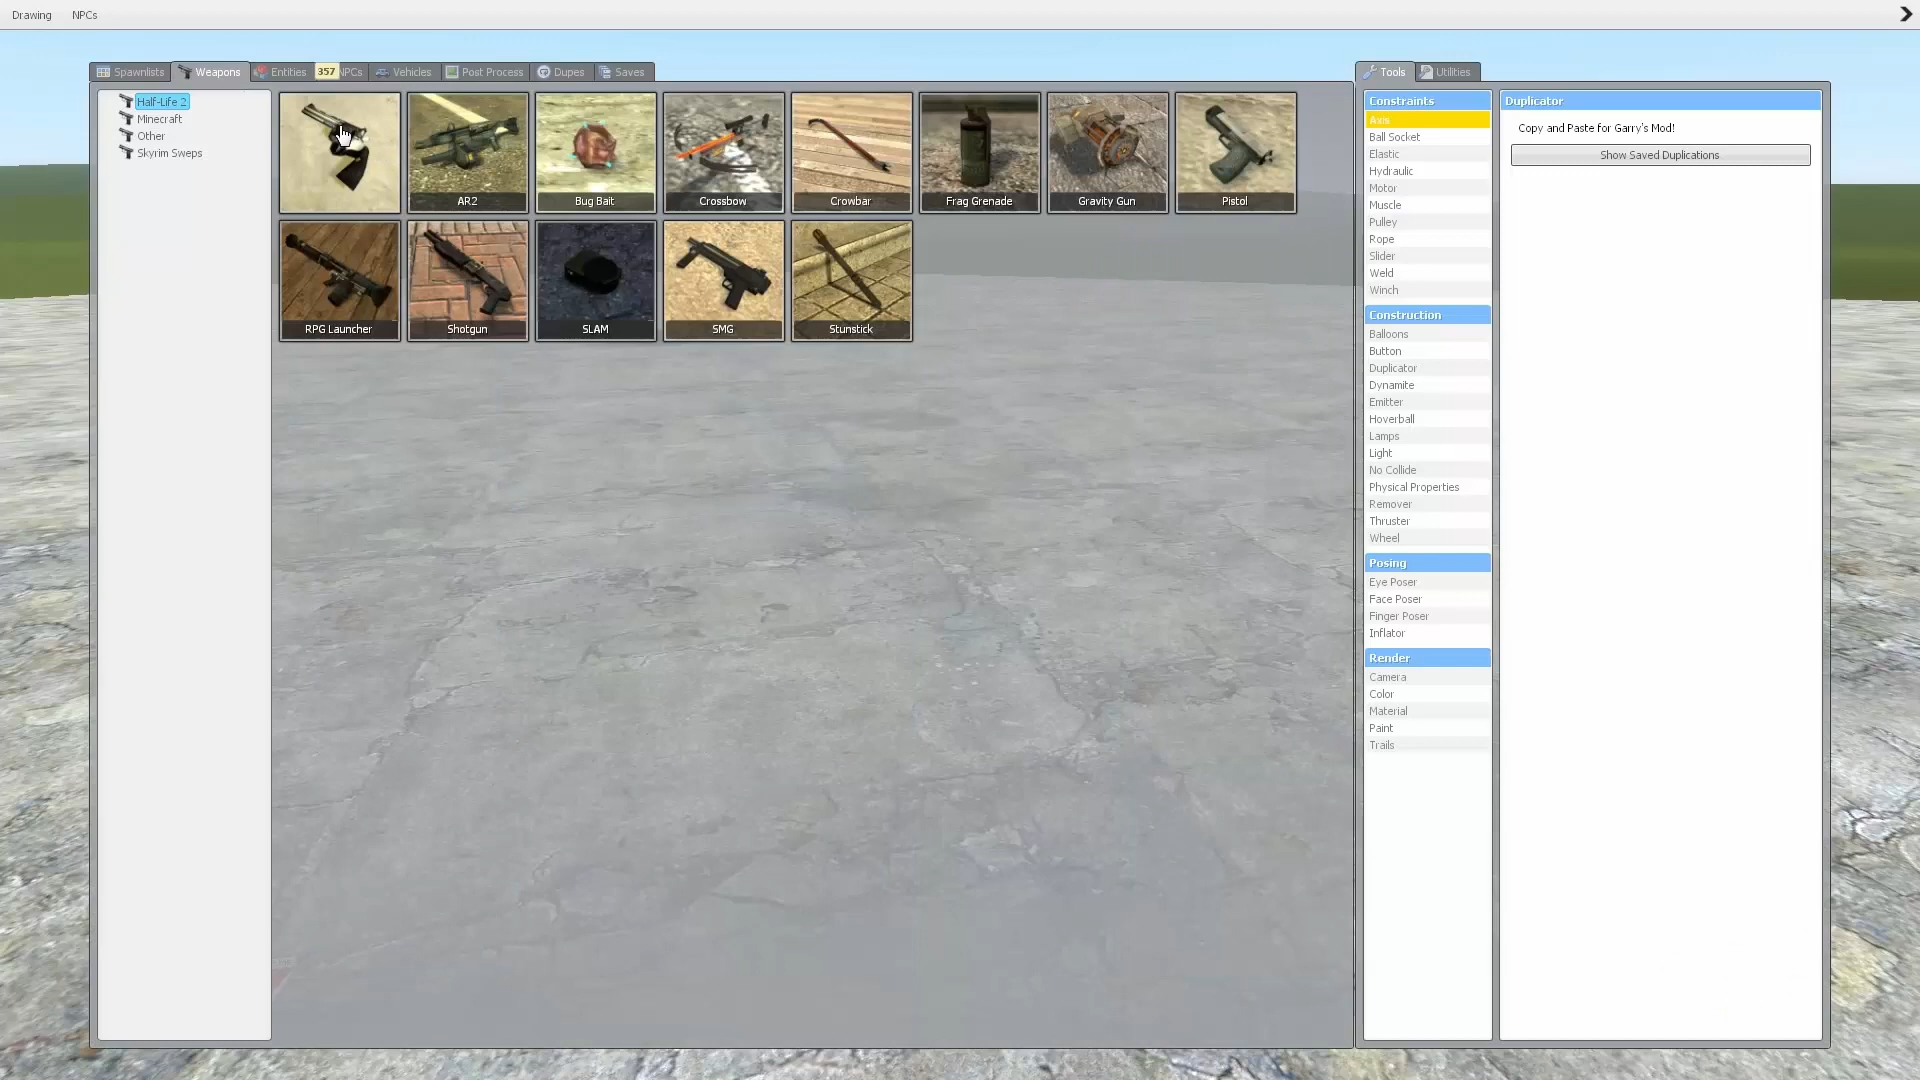 Drawing NPCs
Spawnlists Weapons Entities 357 NPCs Vehicles Post Process Dupes Saves
Half-Life 2
Minecraft
Other
Skyrim Sweps
AR2 Bug Bait Crossbow Crowbar Frag Grenade Gravity Gun Pistol
RPG Launcher Shotgun SLAM SMG Stunstick
Tools Utilities
Constraints
Axis
Ball Socket
Elastic
Hydraulic
Motor
Muscle
Pulley
Rope
Slider
Weld
Winch
Construction
Balloons
Button
Duplicator
Dynamite
Emitter
Hoverball
Lamps
Light
No Collide
Physical Properties
Remover
Thruster
Wheel
Posing
Eye Poser
Face Poser
Finger Poser
Inflator
Render
Camera
Color
Material
Paint
Trails
Duplicator
Copy and Paste for Garry's Mod!
Show Saved Duplications